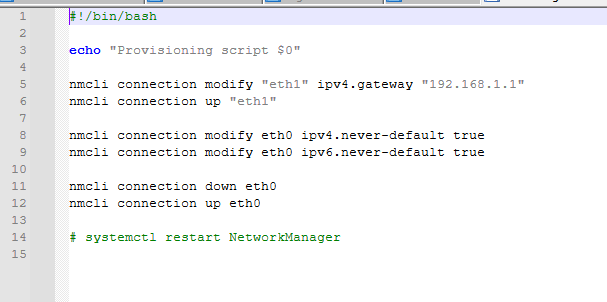 1 #!/bin/bash
2
3 echo "Provisioning script $0"
4
5 nmcli connection modify "eth1" ipv4.gateway "192.168.1.1"
6 nmcli connection up "eth1"
7
8 nmcli connection modify eth0 ipv4.never-default true
9 nmcli connection modify eth0 ipv6.never-default true
10
11 nmcli connection down eth0
12 nmcli connection up eth0
13
14 # systemctl restart NetworkManager
15